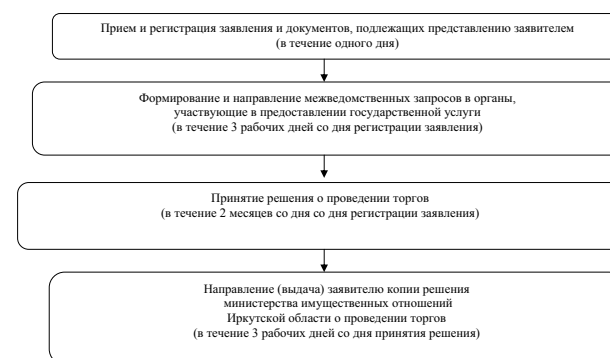 Прием и регистрация заявления и документов, подлежащих представлению заявителем
(в течение одного дня)
Формирование и направление межведомственных запросов в органы,
участвующие в предоставлении государственной услуги
(в течение 3 рабочих дней со дня регистрации заявления)
Принятие решения о проведении торгов
(в течение 2 месяцев со дня со дня регистрации заявления)
Направление (выдача) заявителю копии решения
министерства имущественных отношений
Иркутской области о проведении торгов
(в течение 3 рабочих дней со дня принятия решения)